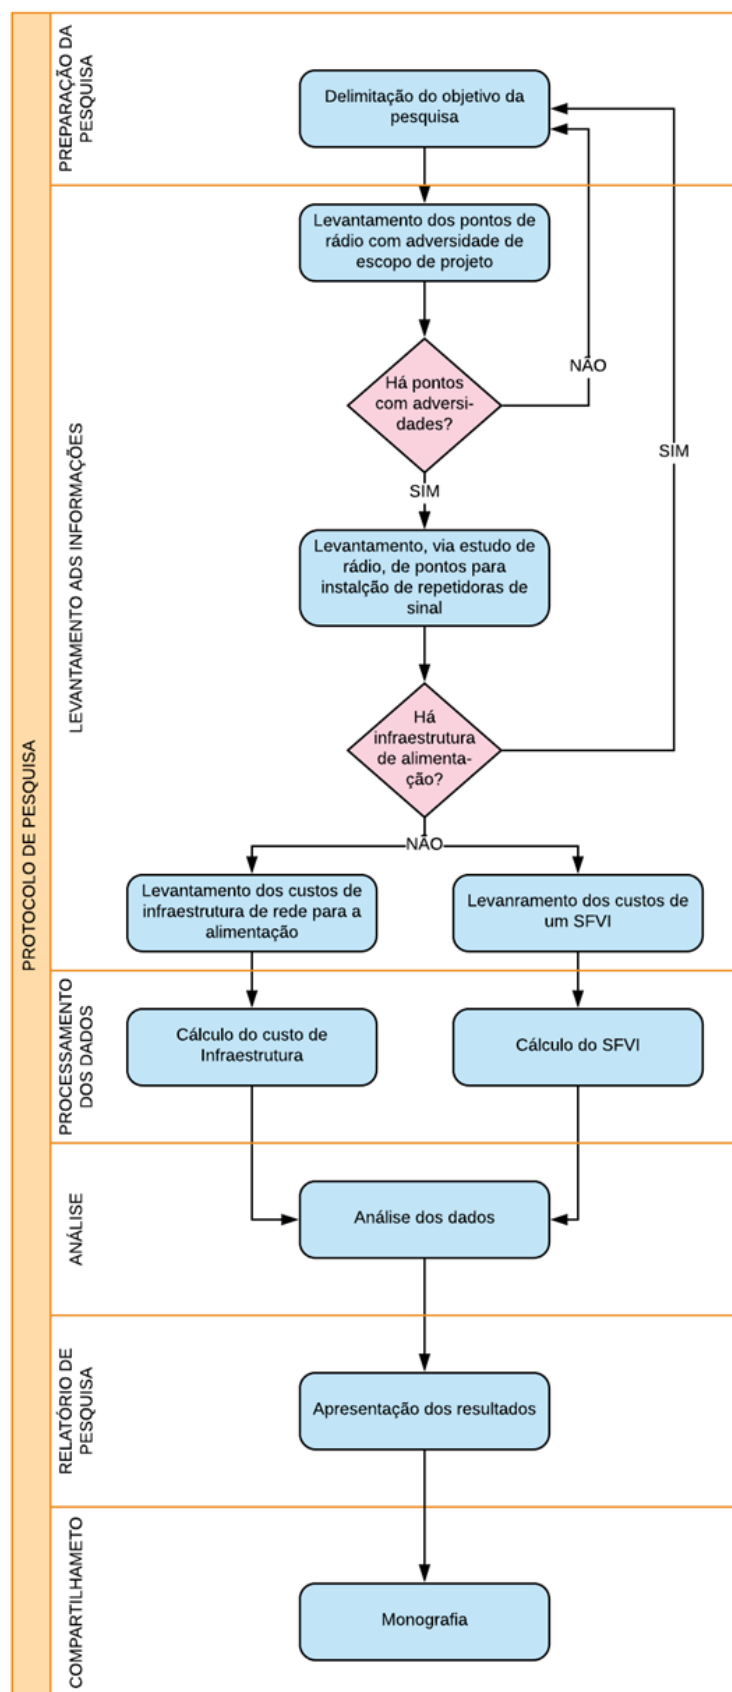 PROTOCOLO DE PESQUISA
PREPARAÇÃO DA
PESQUISA
Delimitação do objetivo da
pesquisa
LEVANTAMENTO ADS INFORMAÇÕES
Levantamento dos pontos de
rádio com adversidade de
escopo de projeto
Há pontos
com adversi-
dades?
NÃO
SIM
SIM
Levantamento, via estudo de
rádio, de pontos para
instalção de repetidoras de
sinal
Há
infraestrutura
de alimenta-
ção?
NÃO
Levantamento dos custos de
infraestrutura de rede para a
alimentação
Levanramento dos custos de
um SFVI
PROCESSAMENTO
DOS DADOS
Cálculo do custo de
Infraestrutura
Cálculo do SFVI
ANÁLISE
Análise dos dados
RELATÓRIO DE
PESQUISA
Apresentação dos resultados
COMPARTILHAMETO
Monografia